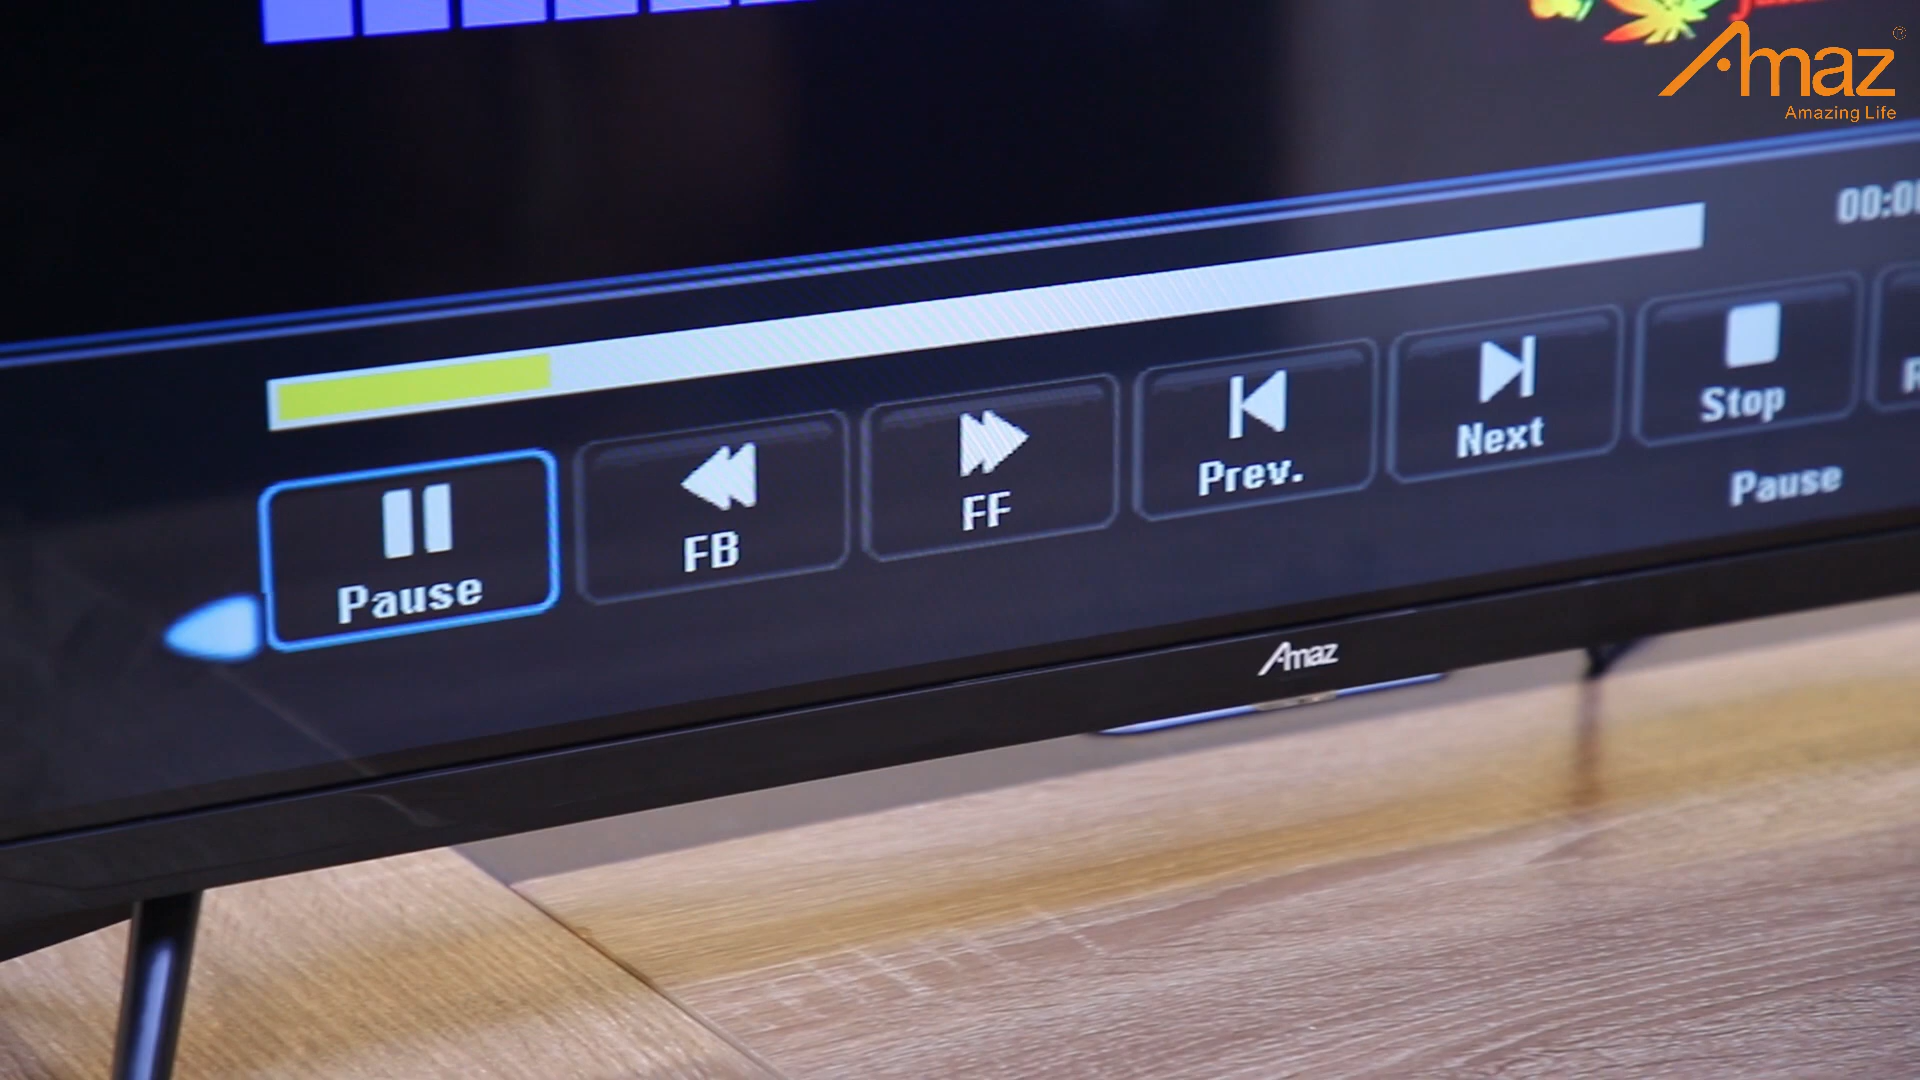 Amaz
®
Amazing Life
Pause
FB
FF
Prev.
Next
Stop
Pause
Amaz